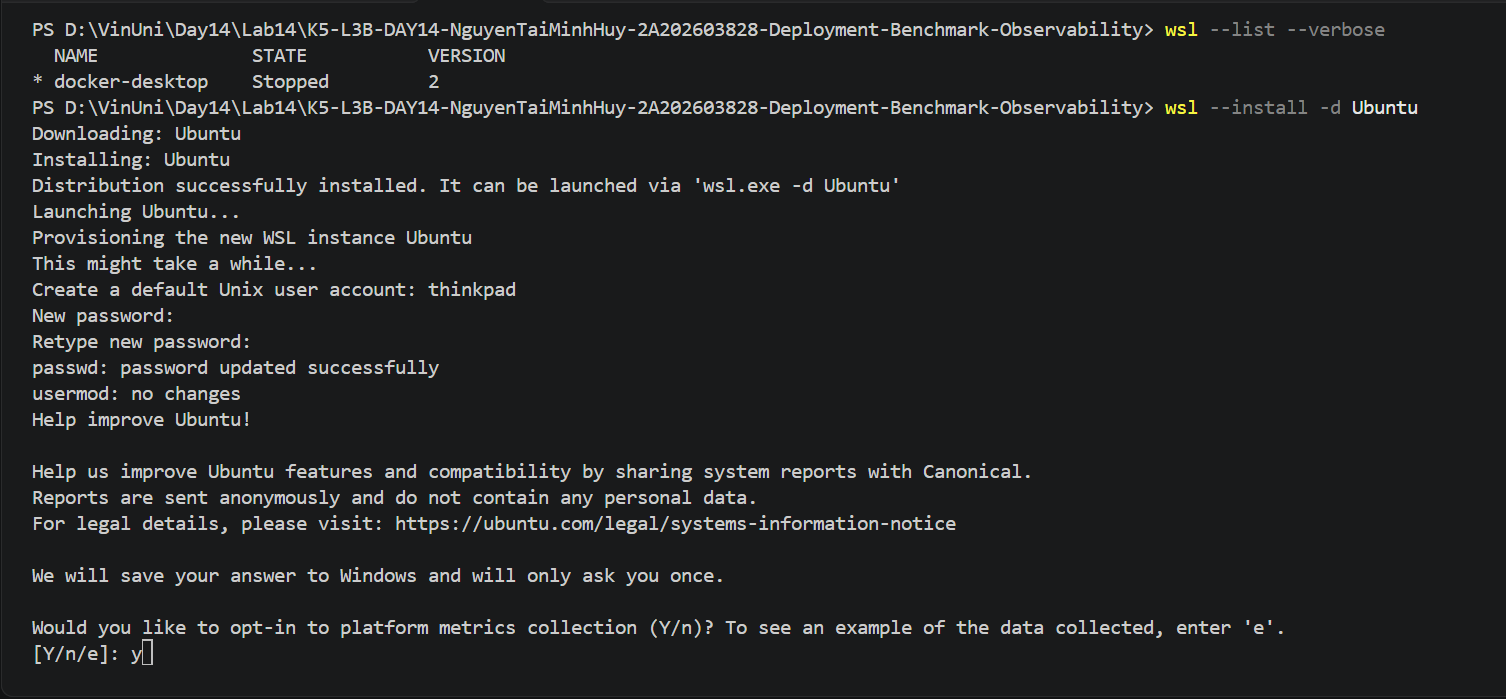 PS D:\VinUni\Day14\Lab14\K5-L3B-DAY14-NguyenTaiMinhHuy-2A202603828-Deployment-Benchmark-Observability> wsl --list --verbose
  NAME              STATE           VERSION
* docker-desktop    Stopped         2
PS D:\VinUni\Day14\Lab14\K5-L3B-DAY14-NguyenTaiMinhHuy-2A202603828-Deployment-Benchmark-Observability> wsl --install -d Ubuntu
Downloading: Ubuntu
Installing: Ubuntu
Distribution successfully installed. It can be launched via 'wsl.exe -d Ubuntu'
Launching Ubuntu...
Provisioning the new WSL instance Ubuntu
This might take a while...
Create a default Unix user account: thinkpad
New password:
Retype new password:
passwd: password updated successfully
usermod: no changes
Help improve Ubuntu!

Help us improve Ubuntu features and compatibility by sharing system reports with Canonical.
Reports are sent anonymously and do not contain any personal data.
For legal details, please visit: https://ubuntu.com/legal/systems-information-notice

We will save your answer to Windows and will only ask you once.

Would you like to opt-in to platform metrics collection (Y/n)? To see an example of the data collected, enter 'e'.
[Y/n/e]: y